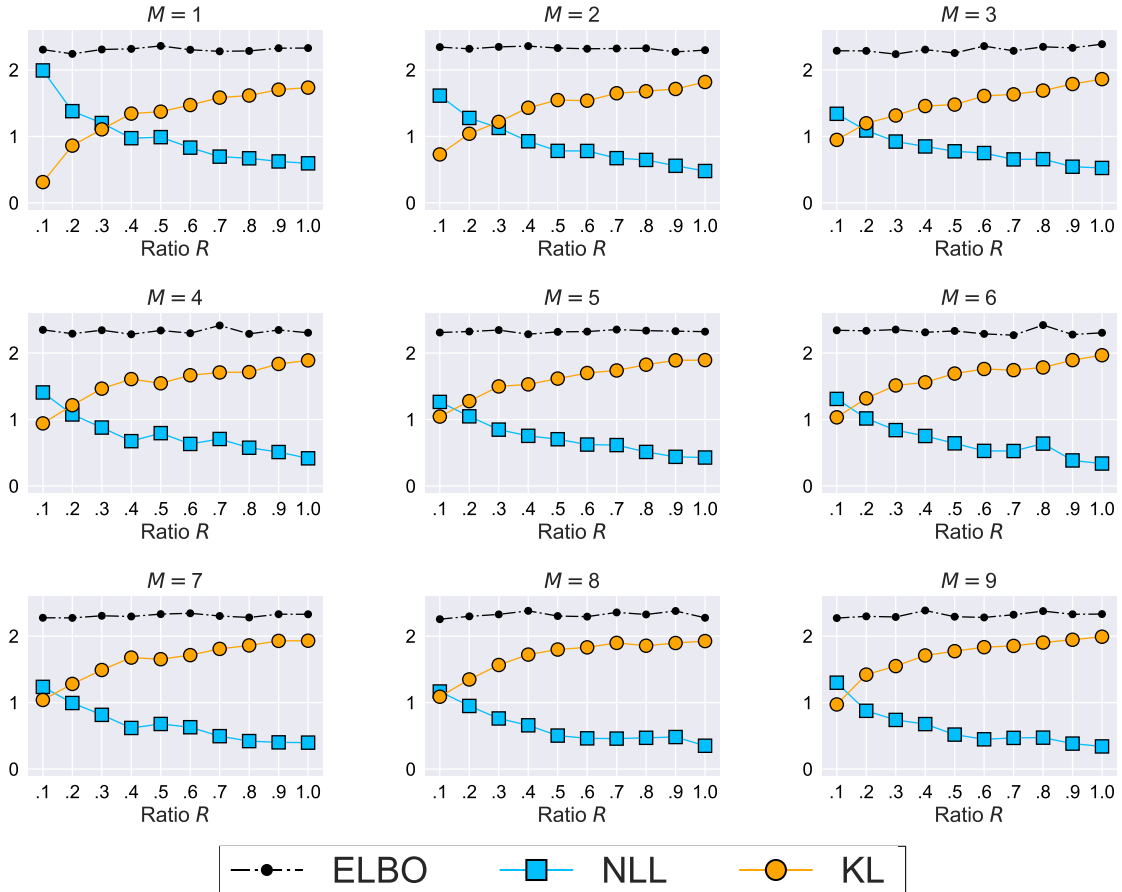 M = 1 M = 2 M = 3
2 2 2
1 1 1
0 0 0
.1 .2 .3 .4 .5 .6 .7 .8 .9 1.0 .1 .2 .3 .4 .5 .6 .7 .8 .9 1.0 .1 .2 .3 .4 .5 .6 .7 .8 .9 1.0
Ratio R Ratio R Ratio R
M = 4 M = 5 M = 6
2 2 2
1 1 1
0 0 0
.1 .2 .3 .4 .5 .6 .7 .8 .9 1.0 .1 .2 .3 .4 .5 .6 .7 .8 .9 1.0 .1 .2 .3 .4 .5 .6 .7 .8 .9 1.0
Ratio R Ratio R Ratio R
M = 7 M = 8 M = 9
2 2 2
1 1 1
0 0 0
.1 .2 .3 .4 .5 .6 .7 .8 .9 1.0 .1 .2 .3 .4 .5 .6 .7 .8 .9 1.0 .1 .2 .3 .4 .5 .6 .7 .8 .9 1.0
Ratio R Ratio R Ratio R
ELBO NLL KL